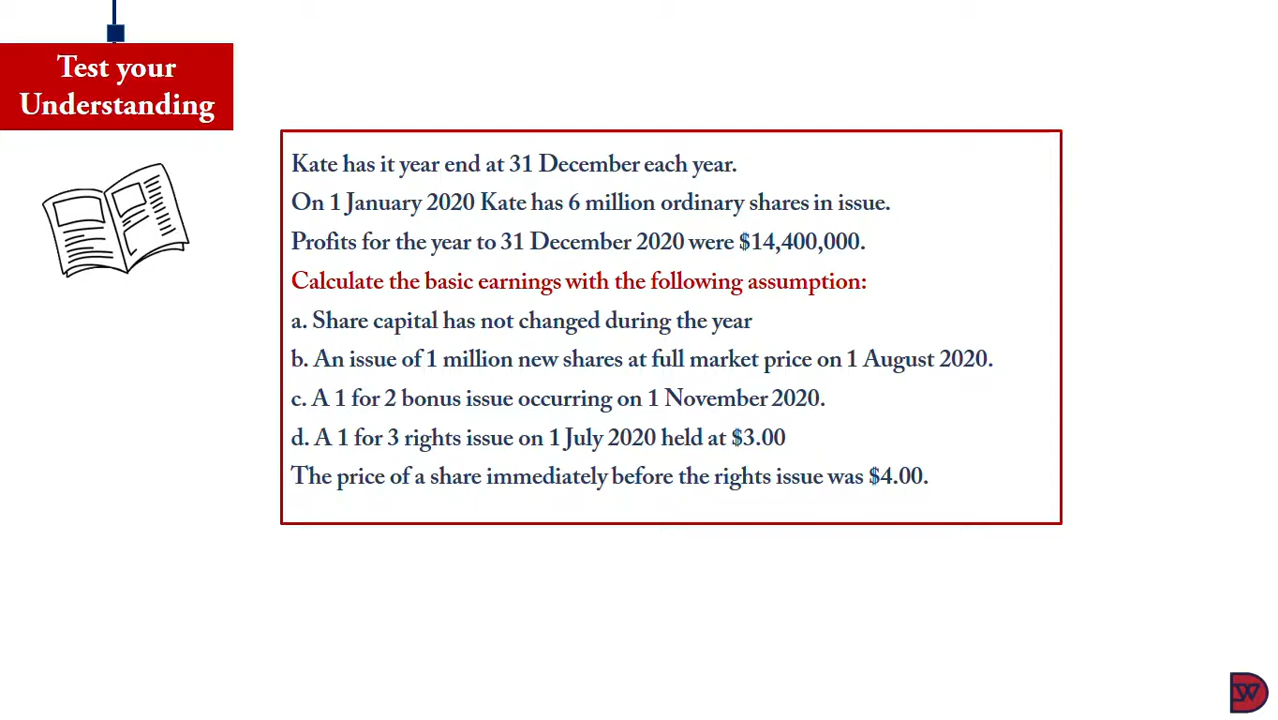 Test your
Understanding
Kate has it year end at 31 December each year.
On 1 January 2020 Kate has 6 million ordinary shares in issue.
Profits for the year to 31 December 2020 were $14,400,000.
Calculate the basic earnings with the following assumption:
a. Share capital has not changed during the year
b. An issue of 1 million new shares at full market price on 1 August 2020.
c. A 1 for 2 bonus issue occurring on 1 November 2020.
d. A 1 for 3 rights issue on 1 July 2020 held at $3.00
The price of a share immediately before the rights issue was $4.00.
DW